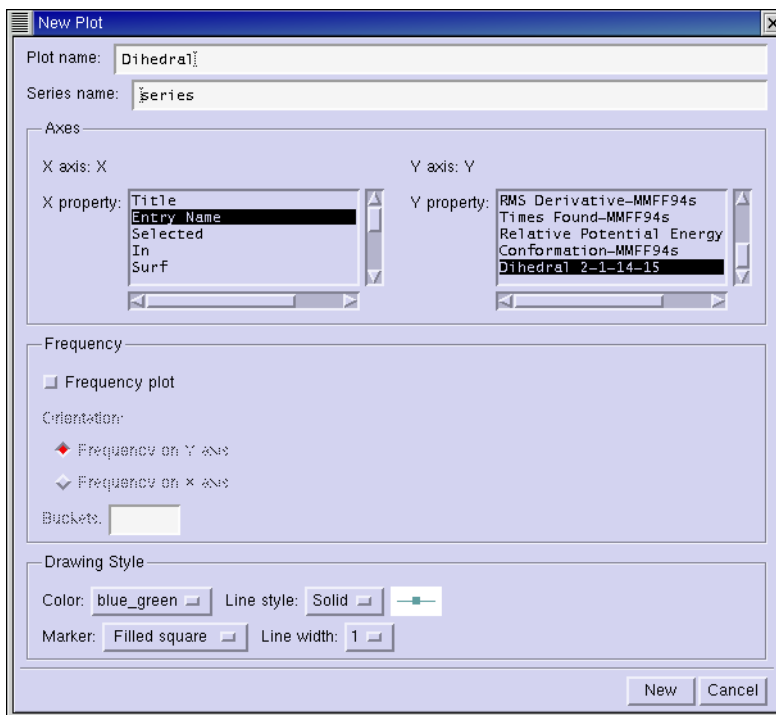 New Plot
Plot name: Dihedral
Series name: series
Axes
X axis: X
Y axis: Y
X property:
Title
Entry Name
Selected
In
Surf
Y property:
RMS Derivative-MMFF94s
Times Found-MMFF94s
Relative Potential Energy
Conformation-MMFF94s
Dihedral 2-1-14-15
Frequency
Frequency plot
Orientation:
Frequency on Y axis
Frequency on X axis
Buckets:
Drawing Style
Color: blue_green Line style: Solid
Marker: Filled square Line width: 1
New Cancel